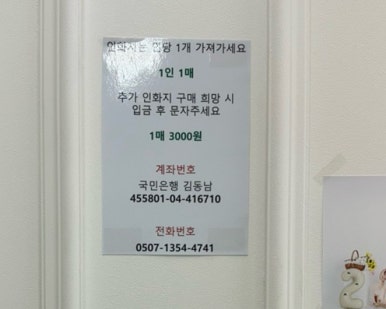 인화지는 인당 1개 가져가세요
1인 1매
추가 인화지 구매 희망 시
입금 후 문자주세요
1매 3000원
계좌번호
국민은행 김동남
455801-04-416710
전화번호
0507-1354-4741
2